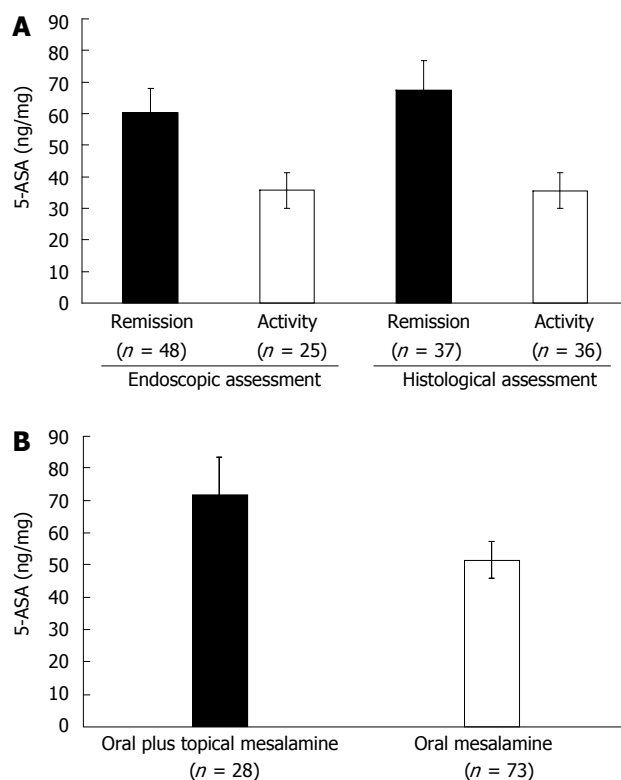 A
90
80
70
60
50
40
30
20
10
0
5-ASA (ng/mg)
Remission Activity Remission Activity
(n = 48) (n = 25) (n = 37) (n = 36)
Endoscopic assessment Histological assessment
B
90
80
70
60
50
40
30
20
10
0
5-ASA (ng/mg)
Oral plus topical mesalamine Oral mesalamine
(n = 28) (n = 73)